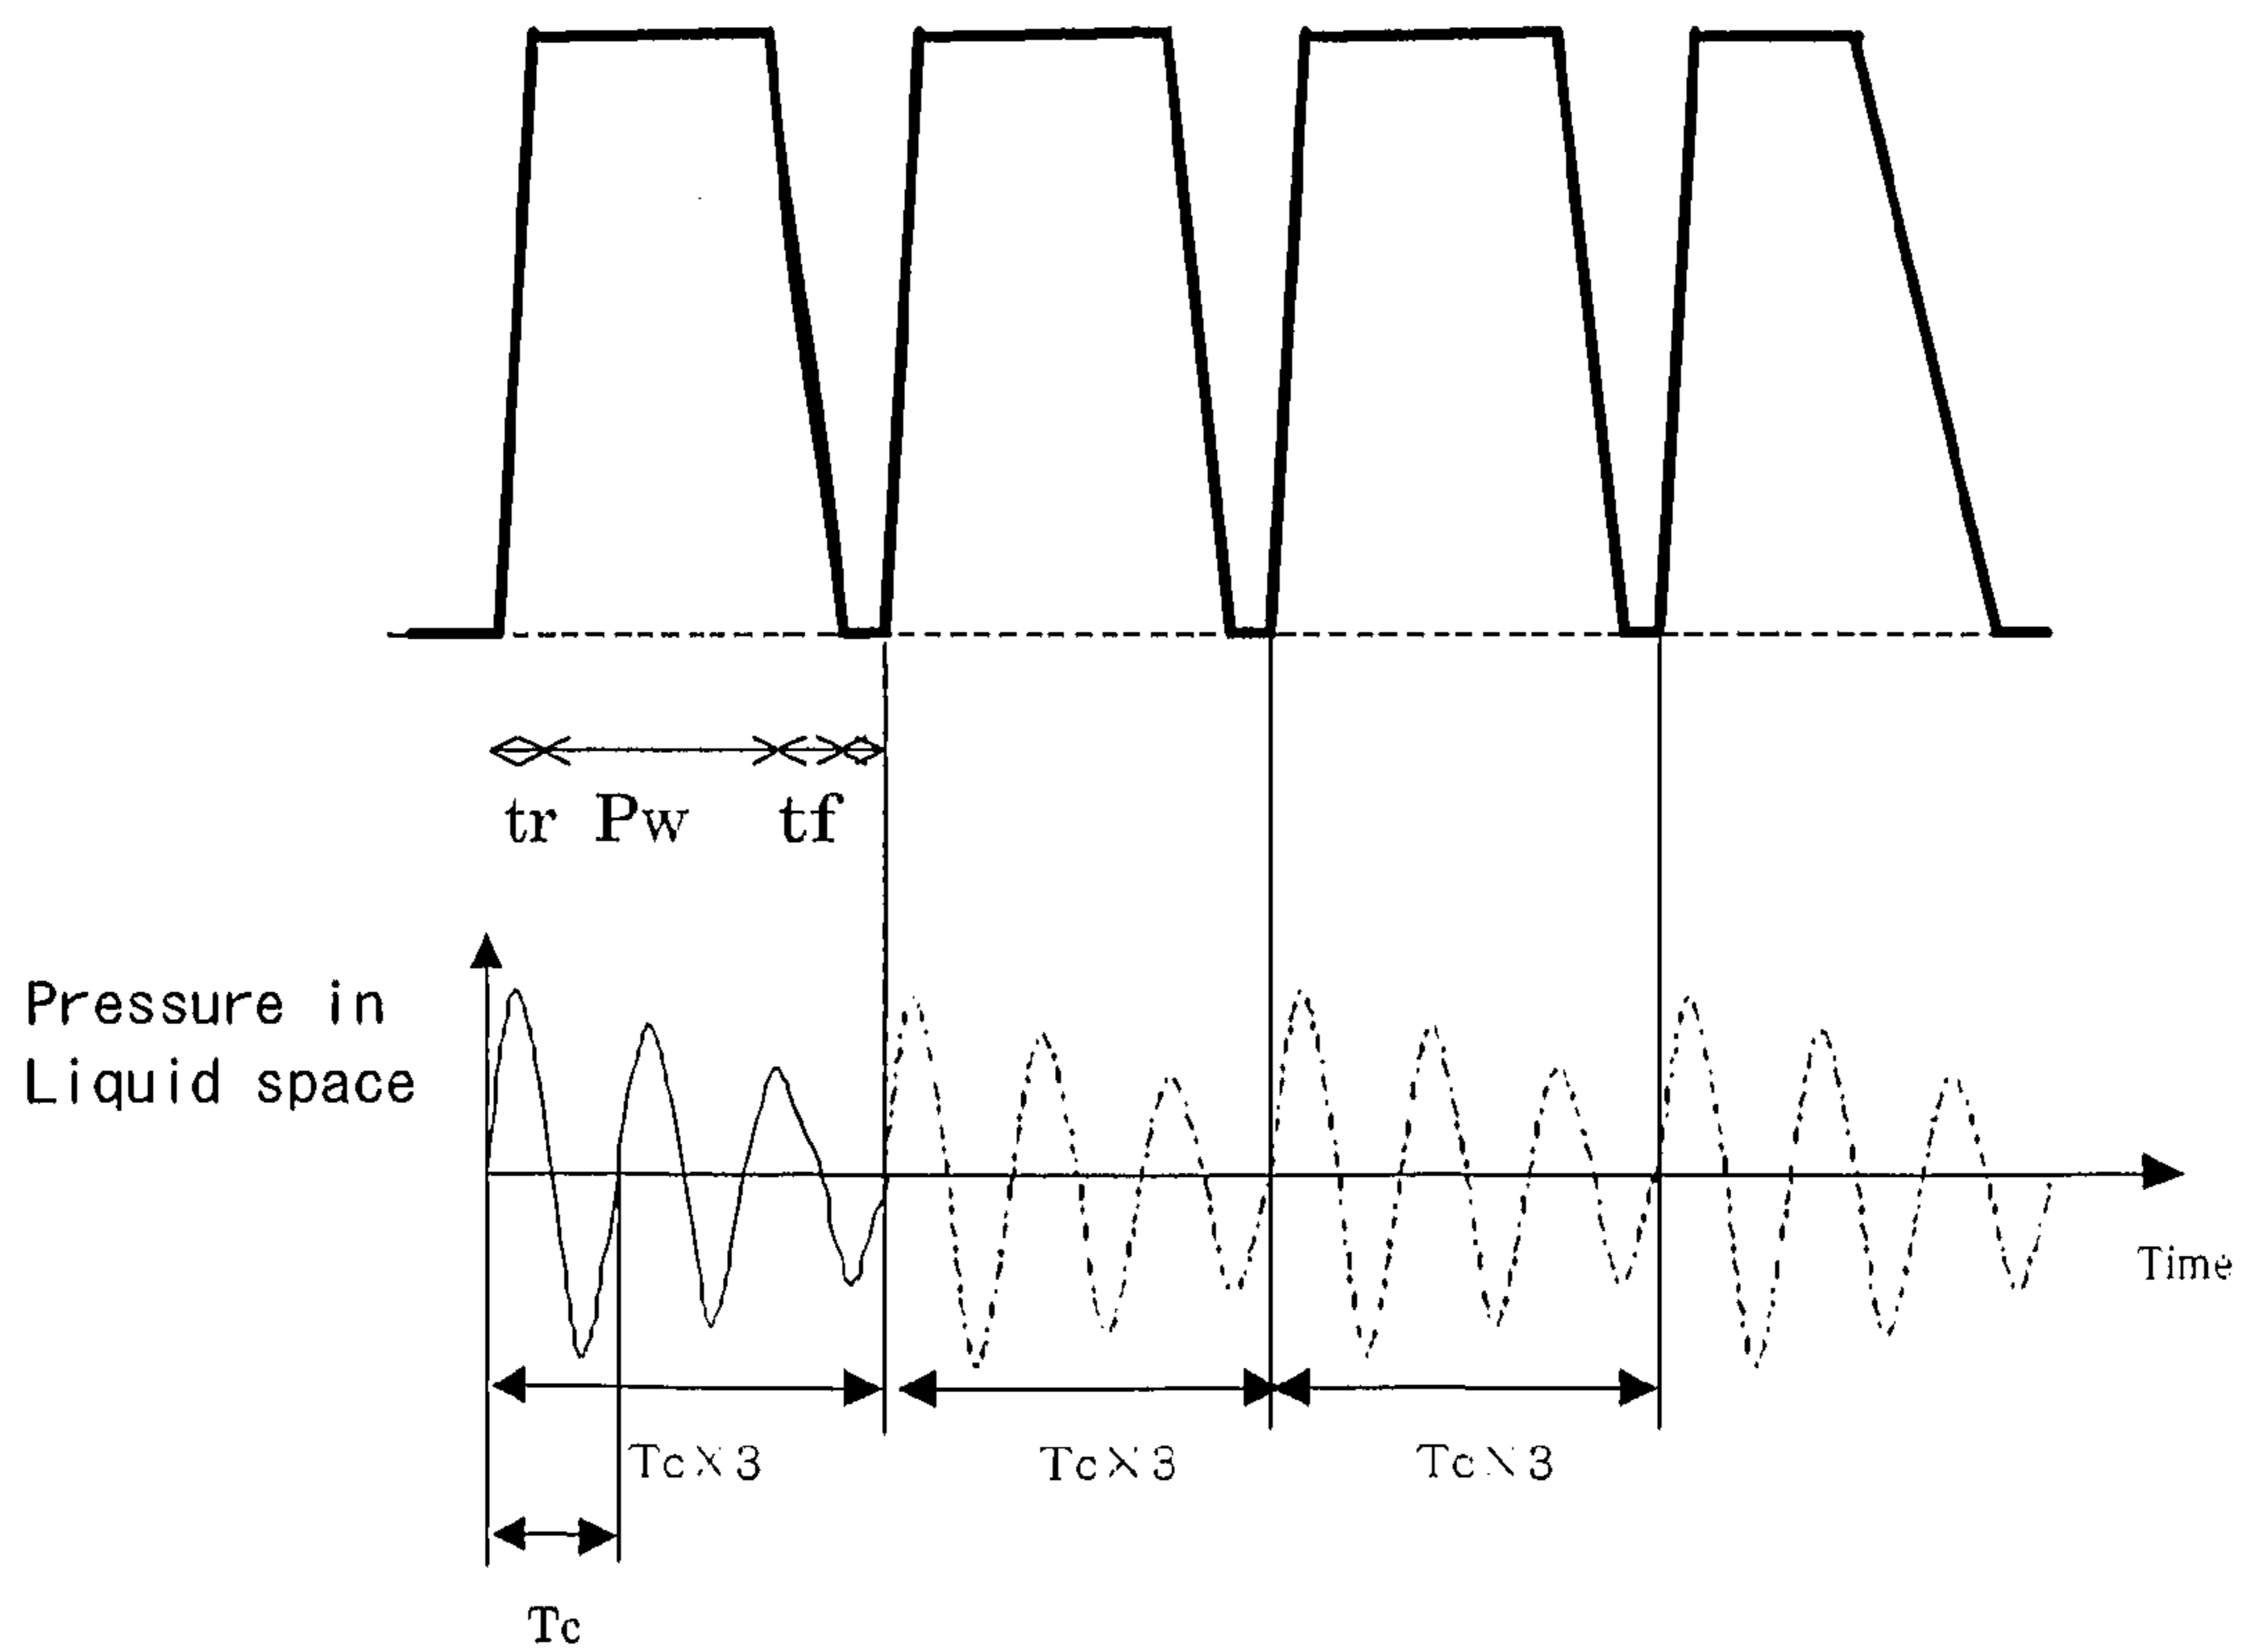 tr Pw tf
Pressure in
Liquid space
Time
Tc×3 Tc×3 Tc×3
Tc